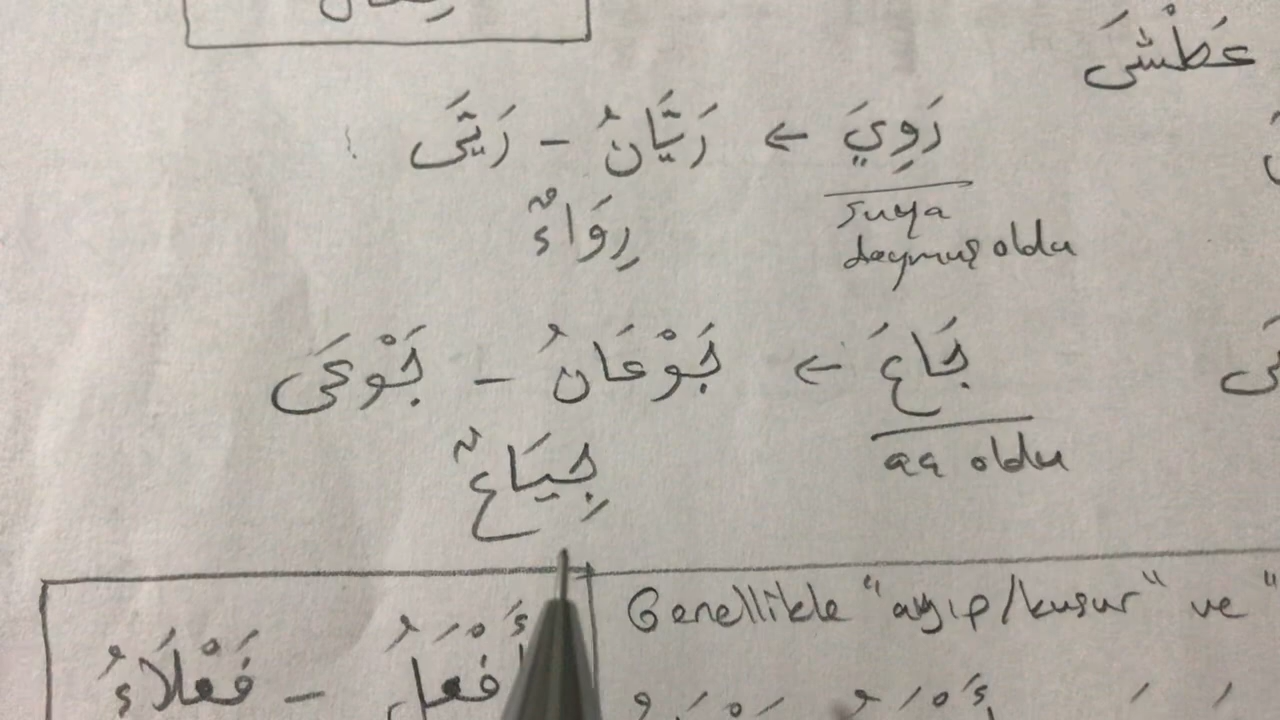 عَطْشَى
رَوِيَ ← رَيَّانُ - رَيَّى
suya
doymuş oldu
رِوَاءٌ
جَاعَ ← جَوْعَانُ - جَوْعَى
aç oldu
جِيَاعٌ
Genellikle "ayıp/kusur" ve "
أَفْعَلُ - فَعْلَاءُ